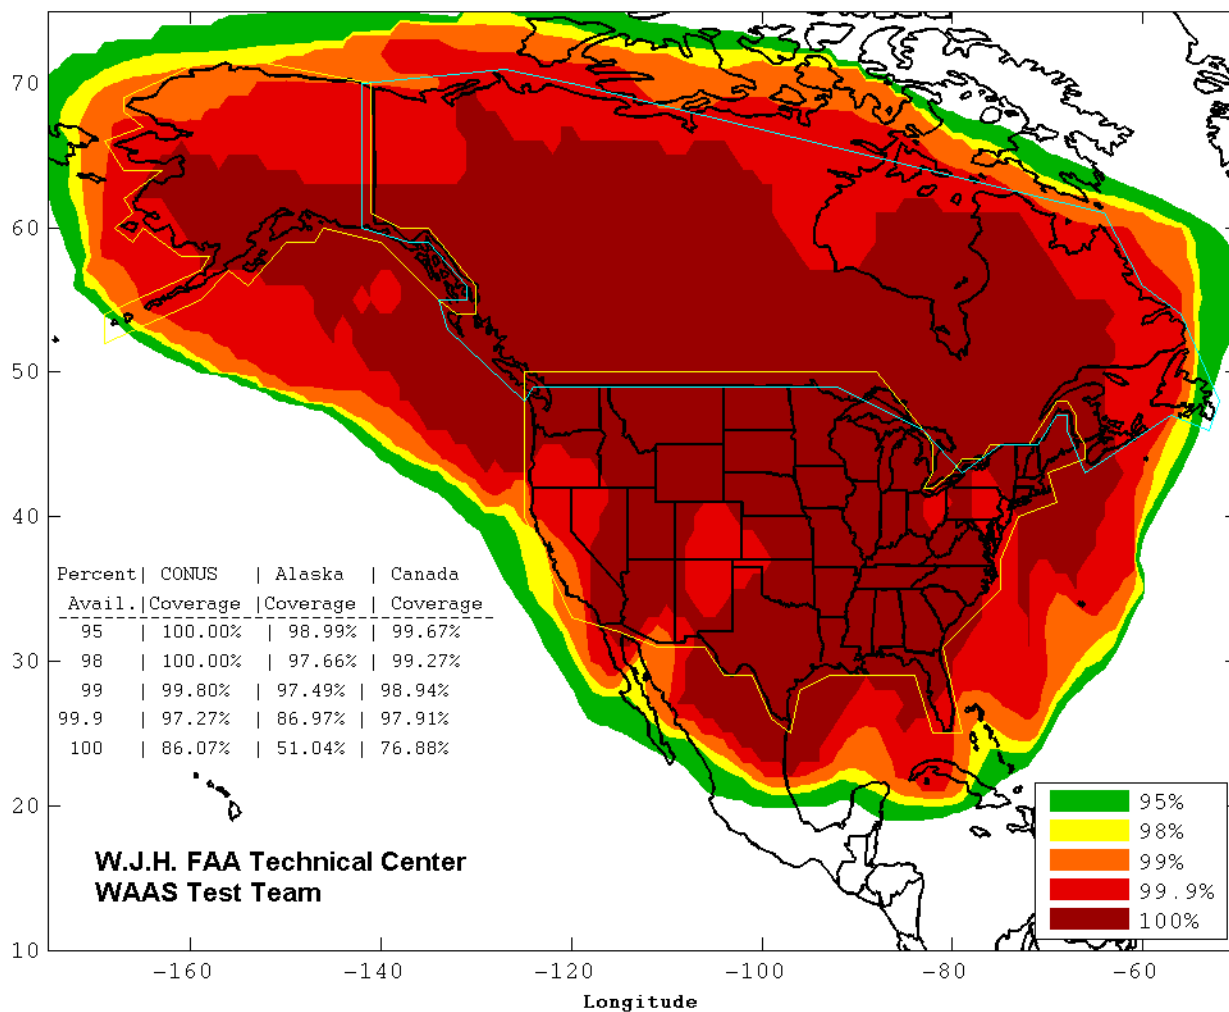 70
60
50
40
30
20
10
Percent| CONUS | Alaska | Canada
Avail.|Coverage |Coverage | Coverage
95 | 100.00% | 98.99% | 99.67%
98 | 100.00% | 97.66% | 99.27%
99 | 99.80% | 97.49% | 98.94%
99.9 | 97.27% | 86.97% | 97.91%
100 | 86.07% | 51.04% | 76.88%
W.J.H. FAA Technical Center
WAAS Test Team
95%
98%
99%
99.9%
100%
-160 -140 -120 -100 -80 -60
Longitude